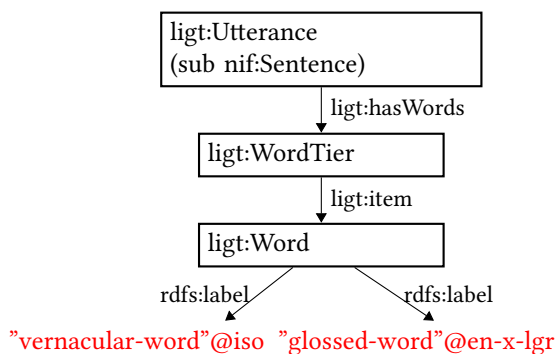 ligt:Utterance
(sub nif:Sentence)
ligt:hasWords
ligt:WordTier
ligt:item
ligt:Word
rdfs:label rdfs:label
”vernacular-word”@iso ”glossed-word”@en-x-lgr